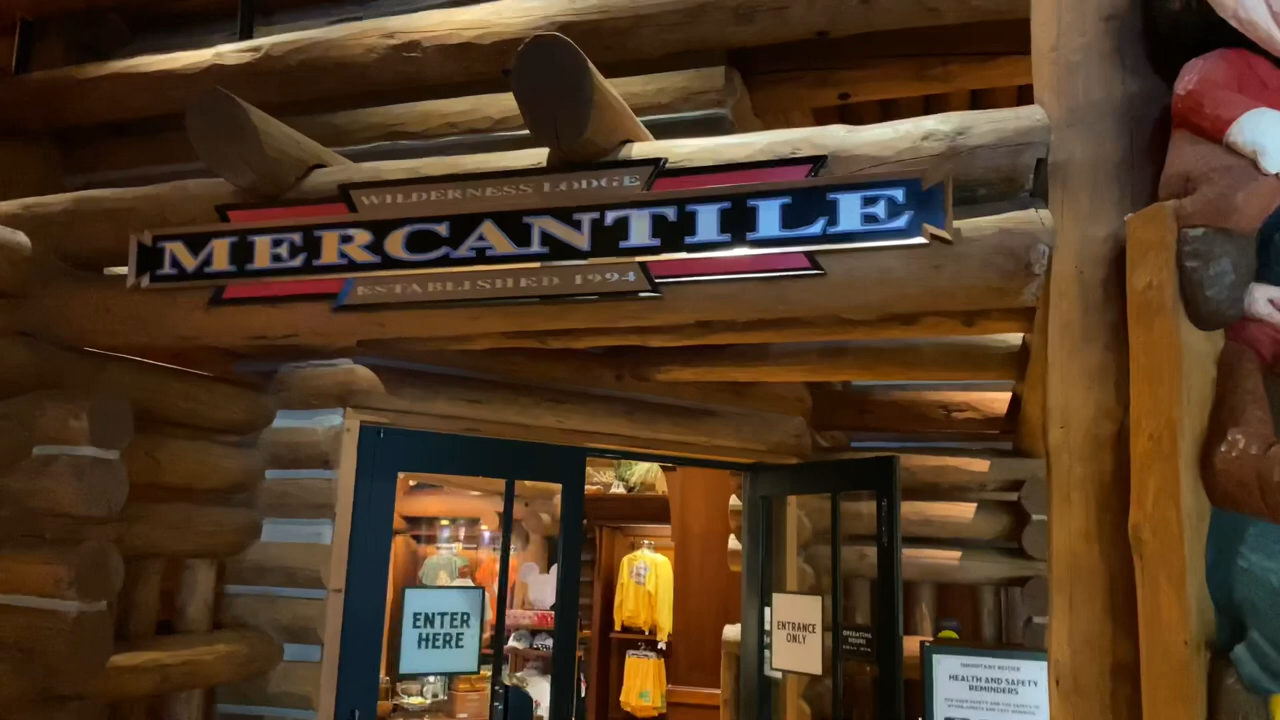 WILDERNESS LODGE
MERCANTILE
ESTABLISHED 1994
ENTER
HERE
ENTRANCE
ONLY
OPERATING
HOURS
IMPORTANT NOTICE
HEALTH AND SAFETY
REMINDERS